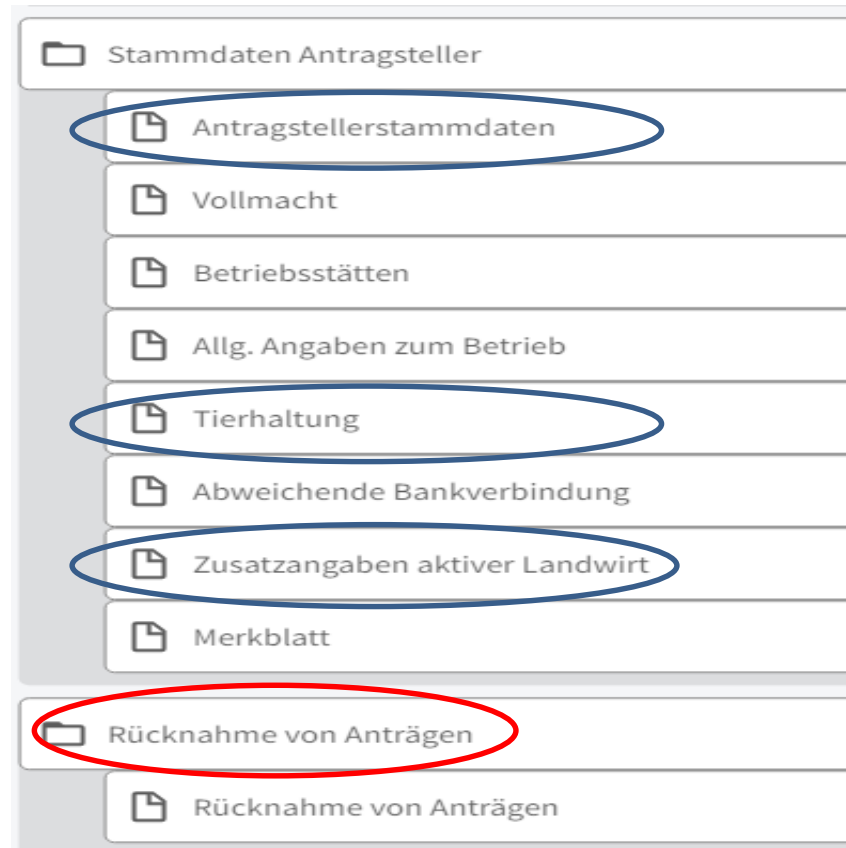 Stammdaten Antragsteller
Antragstellerstammdaten
Vollmacht
Betriebsstätten
Allg. Angaben zum Betrieb
Tierhaltung
Abweichende Bankverbindung
Zusatzangaben aktiver Landwirt
Merkblatt
Rücknahme von Anträgen
Rücknahme von Anträgen